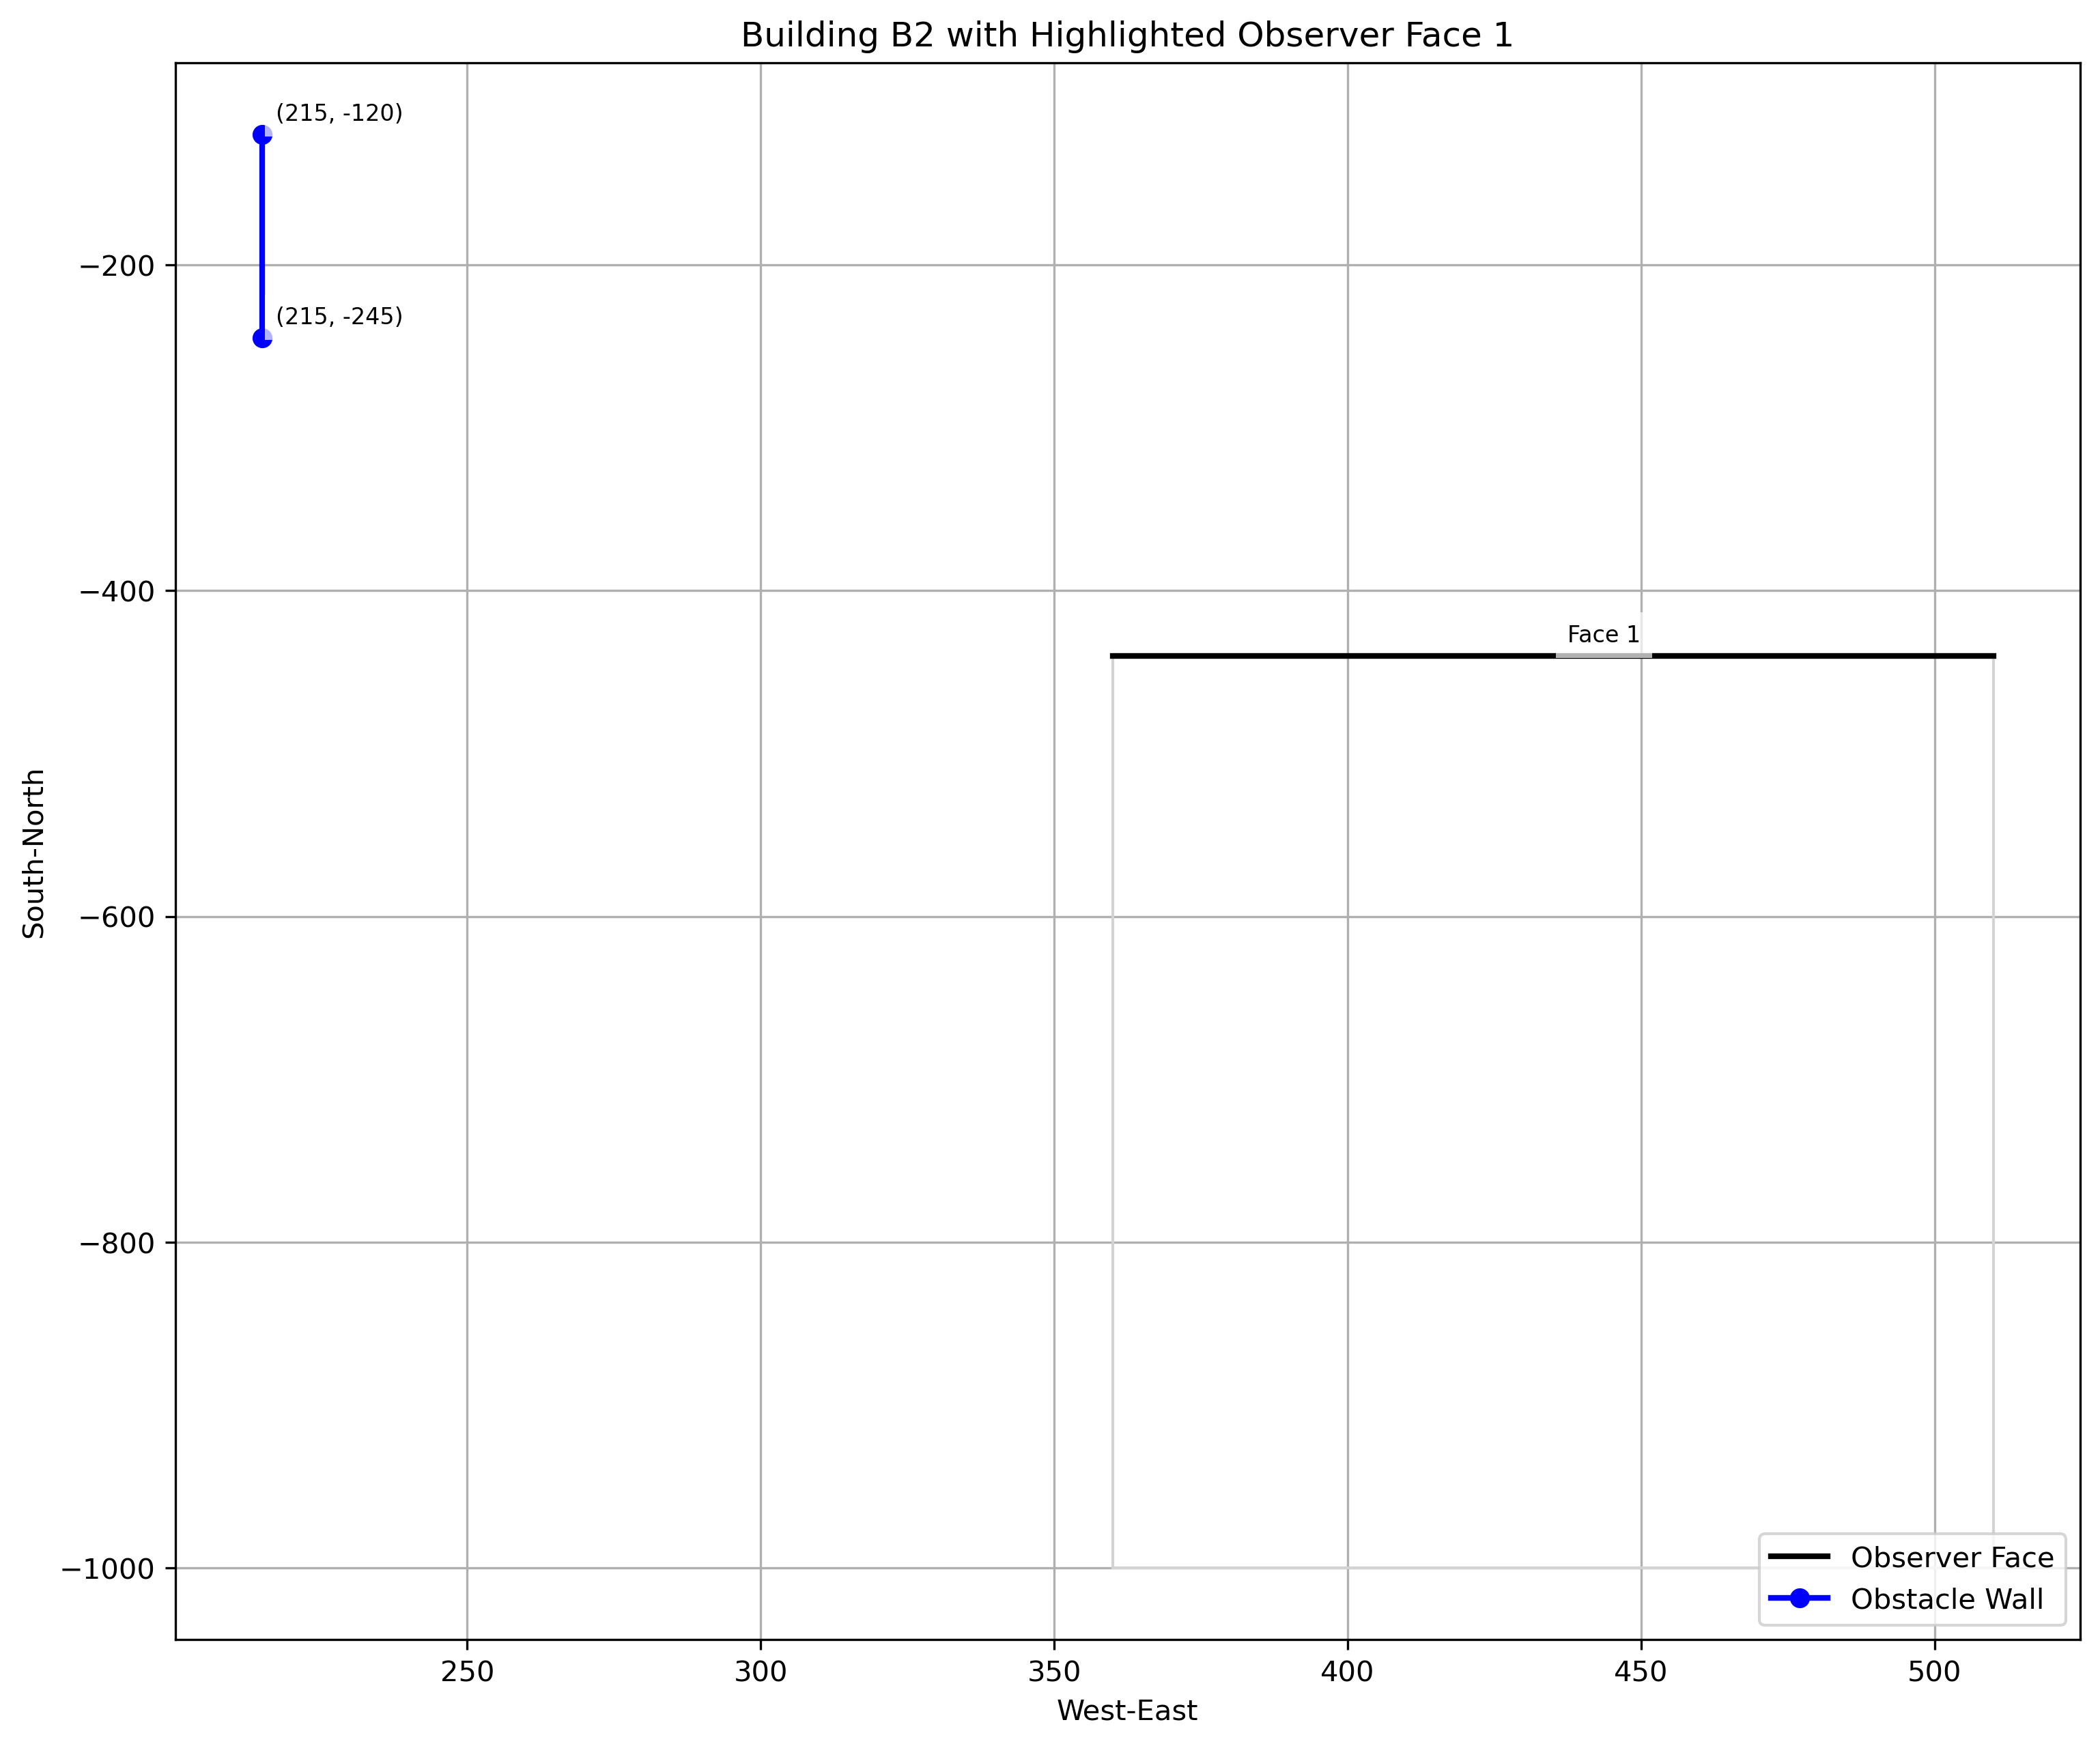 Building B2 with Highlighted Observer Face 1
(215, -120)
−200
(215, -245)
−400
Face 1
−600
South-North
−800
−1000
Observer Face
Obstacle Wall
250
300
350
400
450
500
West-East